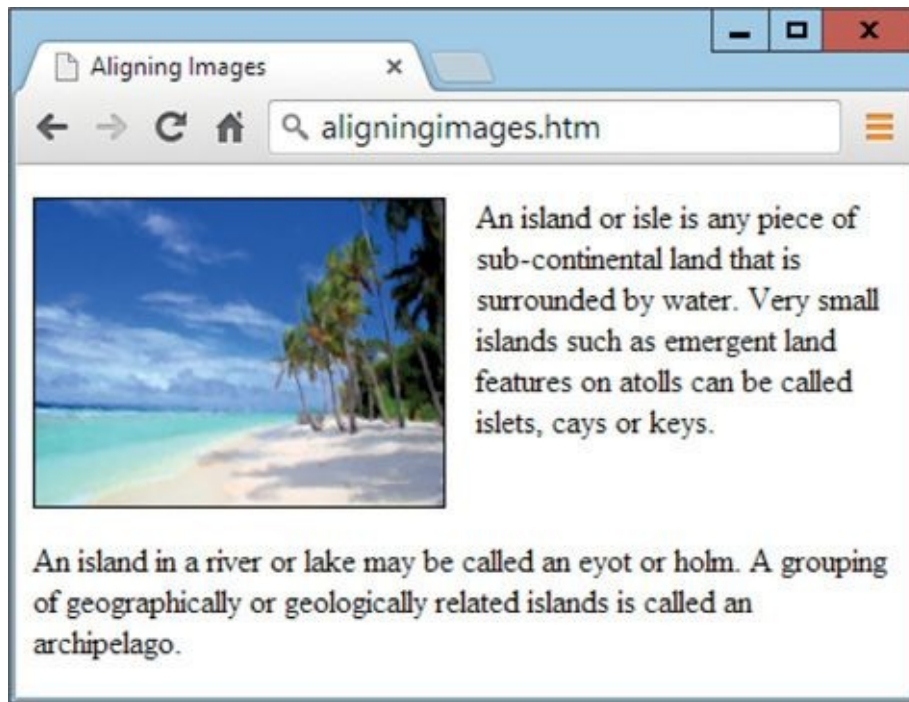 Aligning Images
aligningimages.htm
An island or isle is any piece of
sub-continental land that is
surrounded by water. Very small
islands such as emergent land
features on atolls can be called
islets, cays or keys.
An island in a river or lake may be called an eyot or holm. A grouping
of geographically or geologically related islands is called an
archipelago.